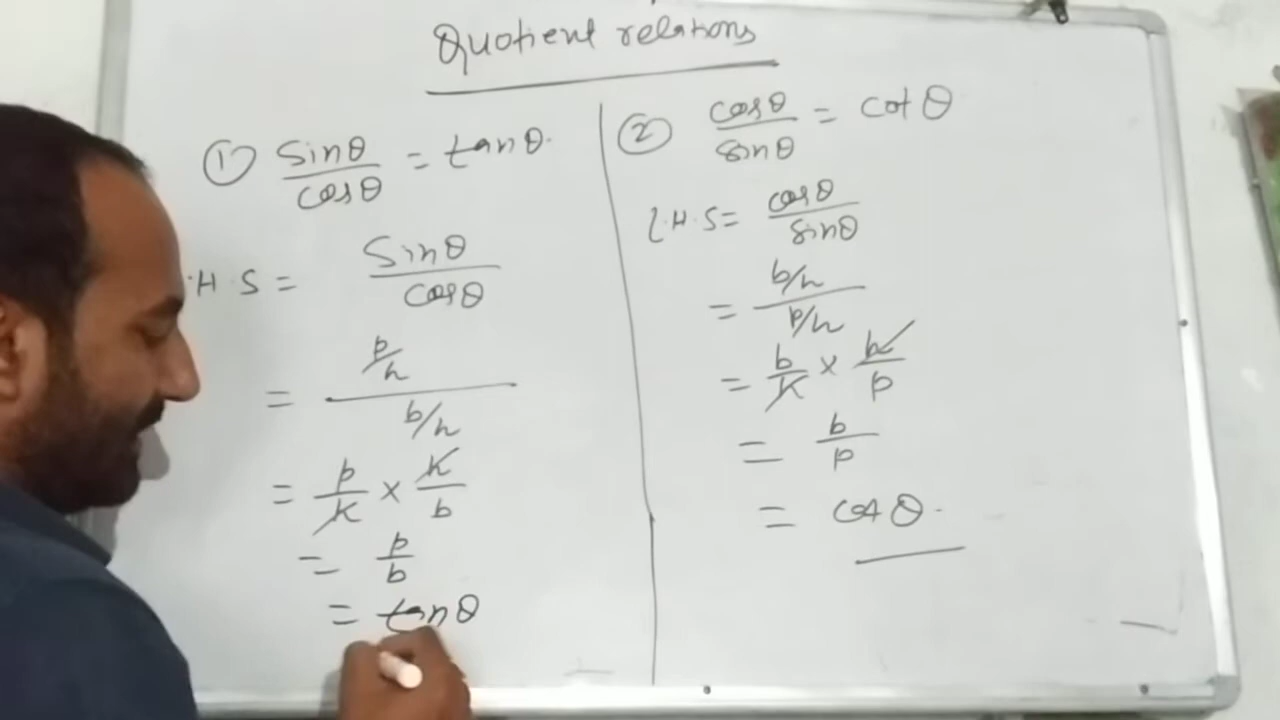 Quotient relations
① sinθ/cosθ = tanθ.
.H.S = sinθ/cosθ
= p/h / b/h
= p/h × h/b
= p/b
= tanθ
② cosθ/sinθ = cotθ
L.H.S = cosθ/sinθ
= b/h / p/h
= b/h × h/p
= b/p
= cotθ.